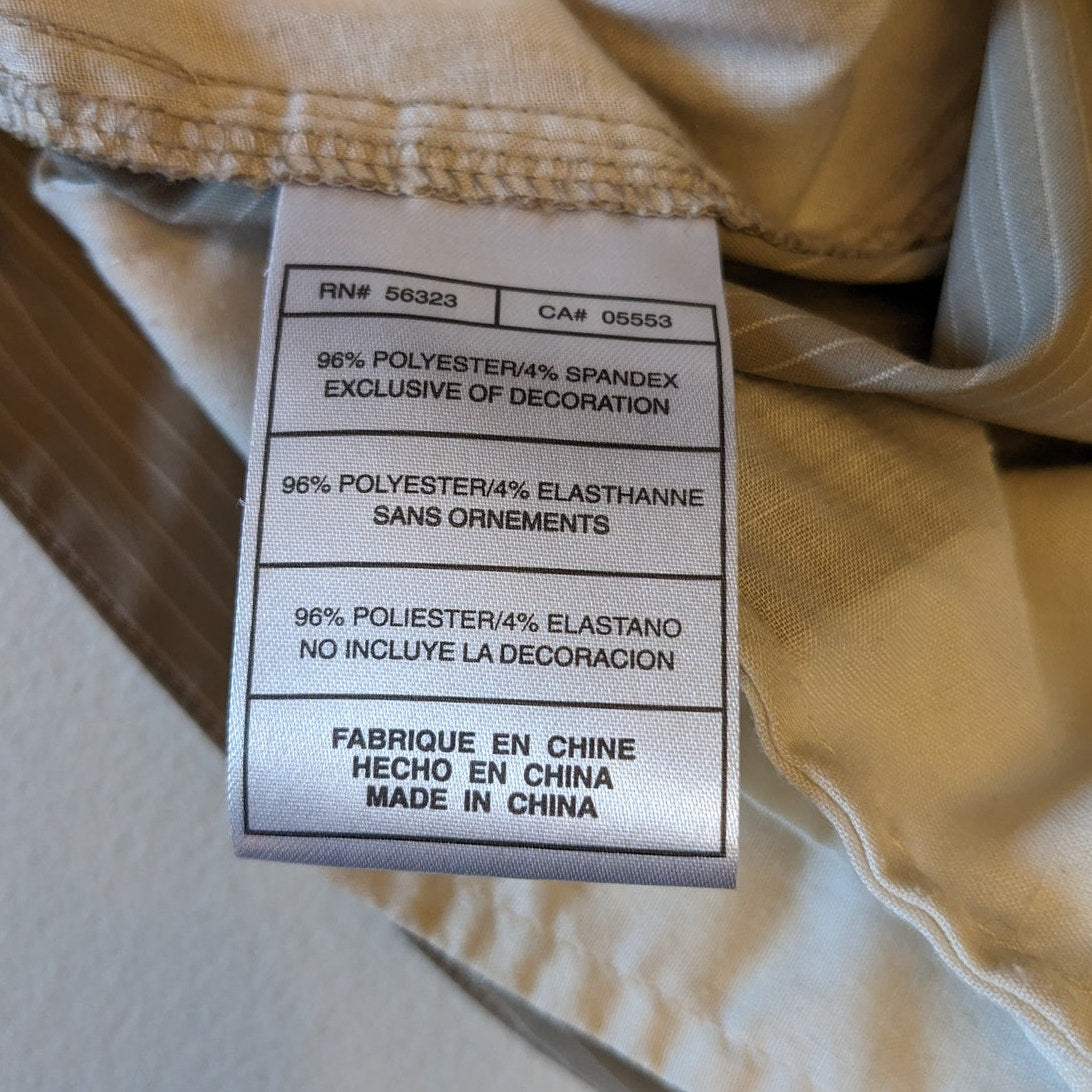 RN# 56323
CA# 05553
96% POLYESTER/4% SPANDEX
EXCLUSIVE OF DECORATION
96% POLYESTER/4% ELASTHANNE
SANS ORNEMENTS
96% POLIESTER/4% ELASTANO
NO INCLUYE LA DECORACION
FABRIQUE EN CHINE
HECHO EN CHINA
MADE IN CHINA